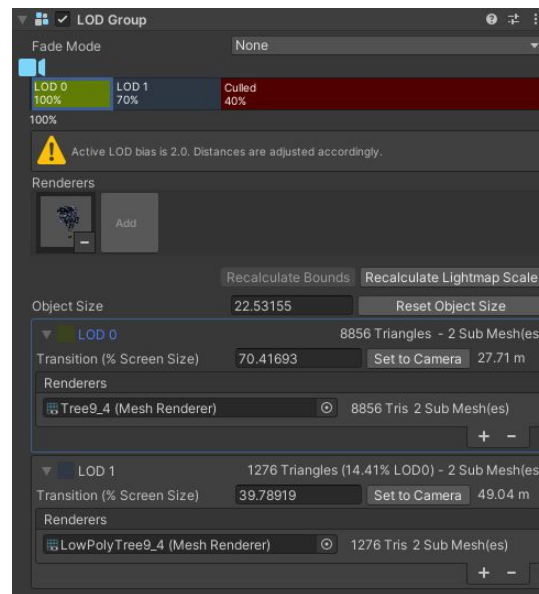 LOD Group
Fade Mode None
LOD 0 LOD 1 Culled
100% 70% 40%
100%
Active LOD bias is 2.0. Distances are adjusted accordingly.
Renderers
Add
Recalculate Bounds Recalculate Lightmap Scale
Object Size 22.53155 Reset Object Size
LOD 0 8856 Triangles - 2 Sub Mesh(es
Transition (% Screen Size) 70.41693 Set to Camera 27.71 m
Renderers
Tree9_4 (Mesh Renderer) 8856 Tris 2 Sub Mesh(es)
+ -
LOD 1 1276 Triangles (14.41% LOD0) - 2 Sub Mesh(es
Transition (% Screen Size) 39.78919 Set to Camera 49.04 m
Renderers
LowPolyTree9_4 (Mesh Renderer) 1276 Tris 2 Sub Mesh(es)
+ -